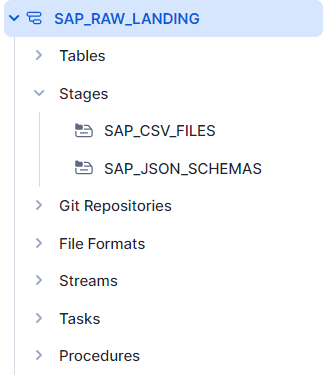 SAP_RAW_LANDING
Tables
Stages
SAP_CSV_FILES
SAP_JSON_SCHEMAS
Git Repositories
File Formats
Streams
Tasks
Procedures